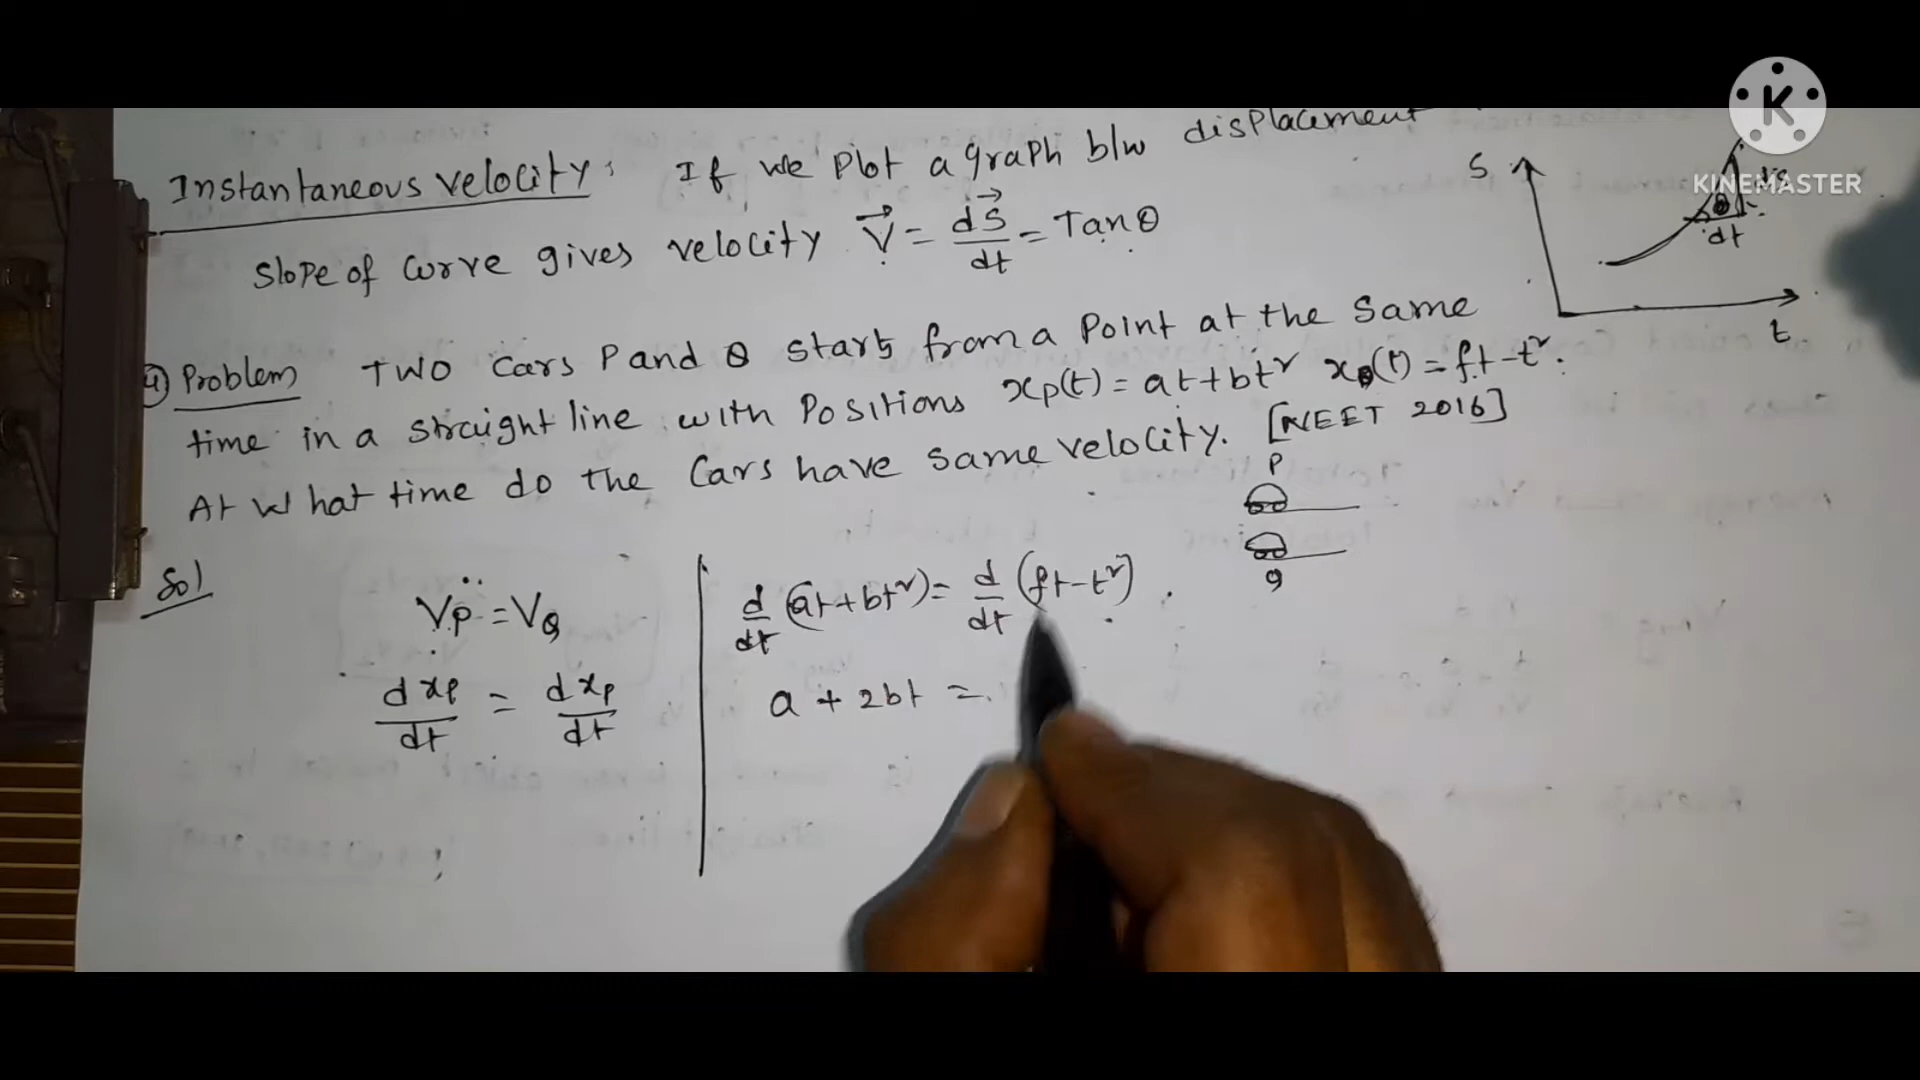 Instantaneous velocity: If we Plot a graph b/w displacement
Slope of Curve gives velocity V⃗ = dS⃗/dt = Tanθ
S
ds
θ
dt
t
4) Problem Two Cars P and Q starts from a Point at the Same
time in a straight line with Positions xp(t) = at + bt² xQ(t) = ft - t².
At what time do the Cars have same velocity. [NEET 2016]
P
Q
Sol
Vp = VQ
dxp/dt = dxp/dt
d/dt (at + bt²) = d/dt (ft - t²)
a + 2bt =
K
KINEMASTER